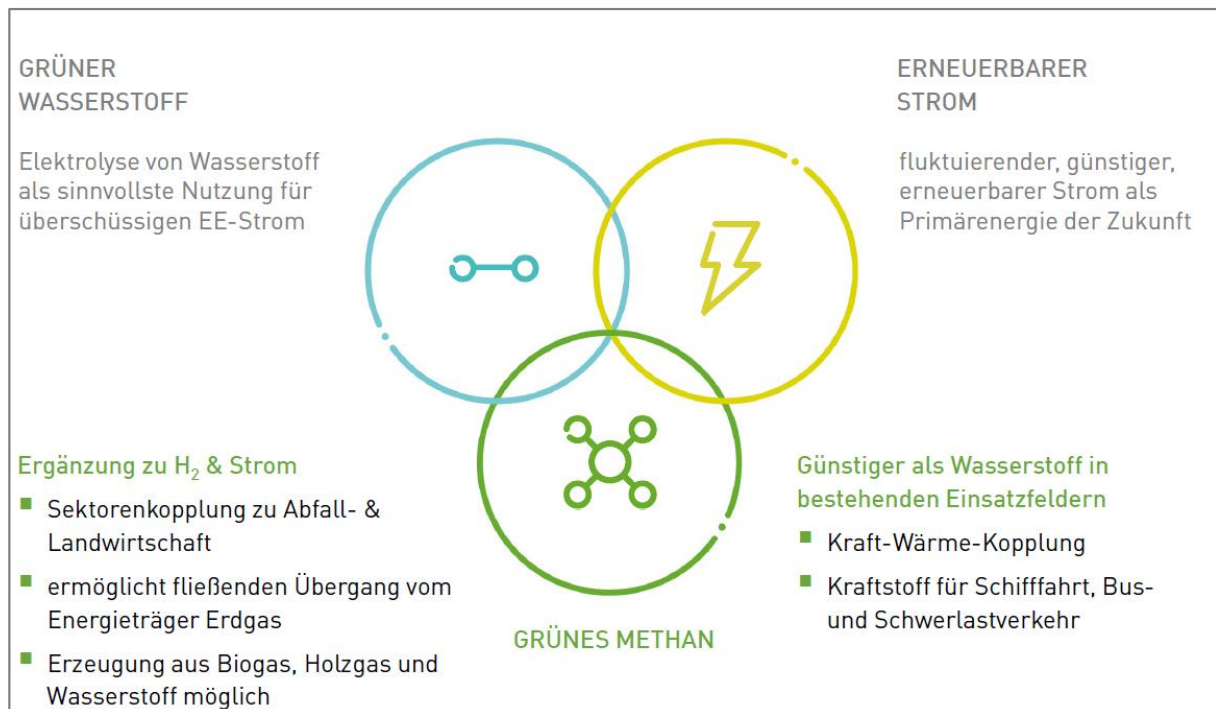 GRÜNER
WASSERSTOFF
Elektrolyse von Wasserstoff
als sinnvollste Nutzung für
überschüssigen EE-Strom
ERNEUERBARER
STROM
fluktuierender, günstiger,
erneuerbarer Strom als
Primärenergie der Zukunft
Ergänzung zu H₂ & Strom
■ Sektorenkopplung zu Abfall- &
Landwirtschaft
■ ermöglicht fließenden Übergang vom
Energieträger Erdgas
■ Erzeugung aus Biogas, Holzgas und
Wasserstoff möglich
GRÜNES METHAN
Günstiger als Wasserstoff in
bestehenden Einsatzfeldern
■ Kraft-Wärme-Kopplung
■ Kraftstoff für Schifffahrt, Bus-
und Schwerlastverkehr